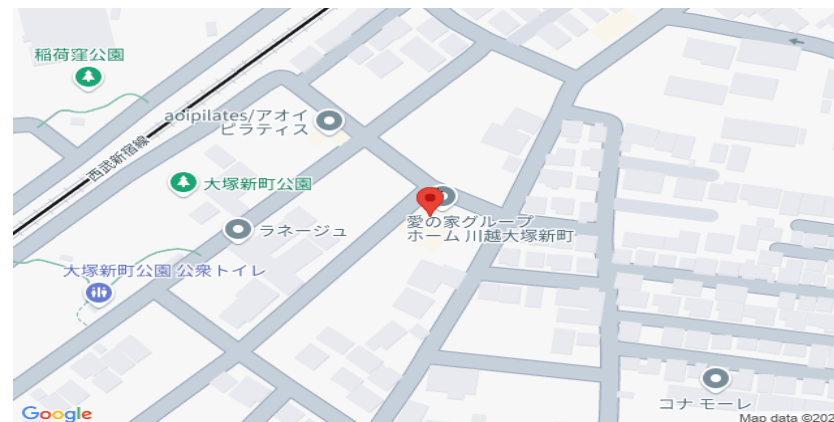 稲荷窪公園
aoipilates/アオイ
ピラティス
西武新宿線
大塚新町公園
ラネージュ
愛の家グループ
ホーム 川越大塚新町
大塚新町公園 公衆トイレ
コナ モーレ
Google
Map data ©202